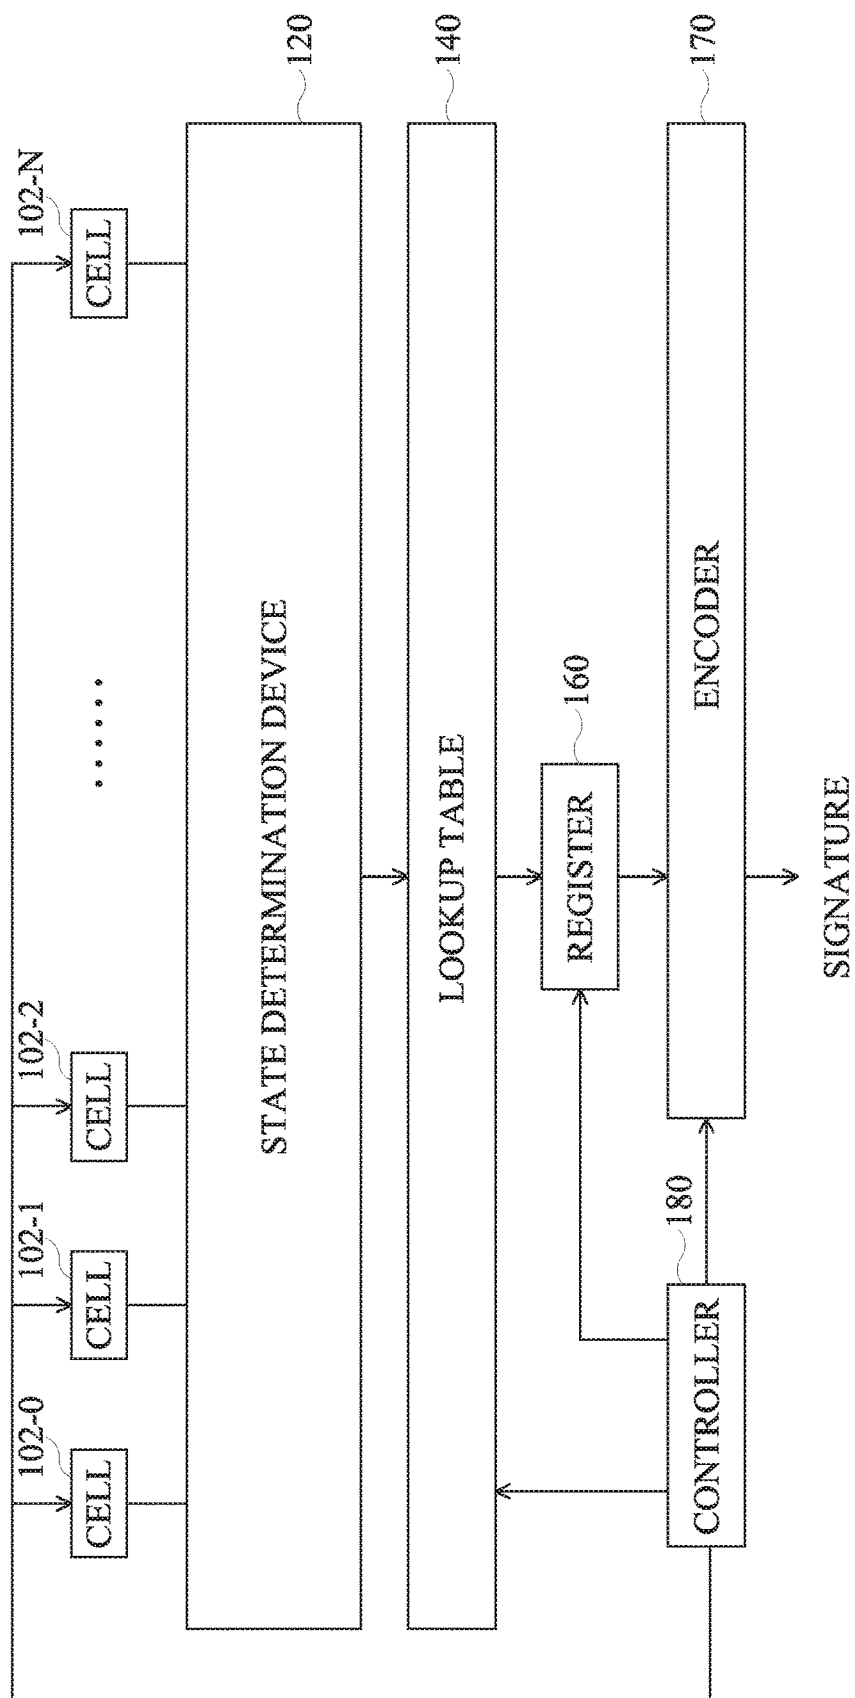 102-0
102-1
102-2
102-N
CELL
CELL
CELL
CELL
......
STATE DETERMINATION DEVICE
120
LOOKUP TABLE
140
REGISTER
160
CONTROLLER
180
ENCODER
170
SIGNATURE